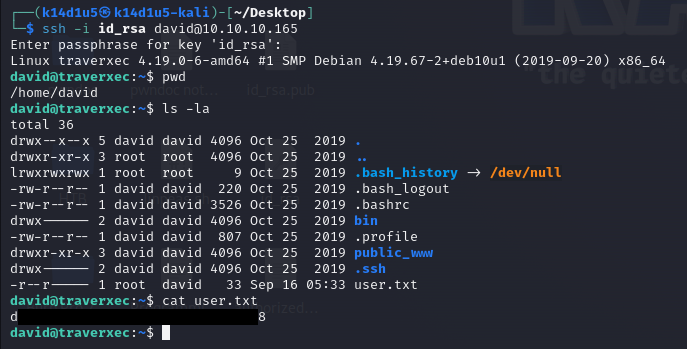 ┌──(k14d1u5㉿k14d1u5-kali)-[~/Desktop]
└─$ ssh -i id_rsa david@10.10.10.165
Enter passphrase for key 'id_rsa':
Linux traverxec 4.19.0-6-amd64 #1 SMP Debian 4.19.67-2+deb10u1 (2019-09-20) x86_64
"the quiete
david@traverxec:~$ pwd
pwndoc not... id_rsa.pub
/home/david
david@traverxec:~$ ls -la
total 36
drwx--x--x 5 david david 4096 Oct 25  2019 .
drwxr-xr-x 3 root  root  4096 Oct 25  2019 ..
lrwxrwxrwx 1 root  root     9 Oct 25  2019 .bash_history -> /dev/null
-rw-r--r-- 1 david david  220 Oct 25  2019 .bash_logout
-rw-r--r-- 1 david david 3526 Oct 25  2019 .bashrc
drwx------ 2 david david 4096 Oct 25  2019 bin
-rw-r--r-- 1 david david  807 Oct 25  2019 .profile
drwxr-xr-x 3 david david 4096 Oct 25  2019 public_www
drwx------ 2 david david 4096 Oct 25  2019 .ssh
-r--r----- 1 root  david   33 Sep 16 05:33 user.txt
david@traverxec:~$ cat user.txt
d 8
david@traverxec:~$